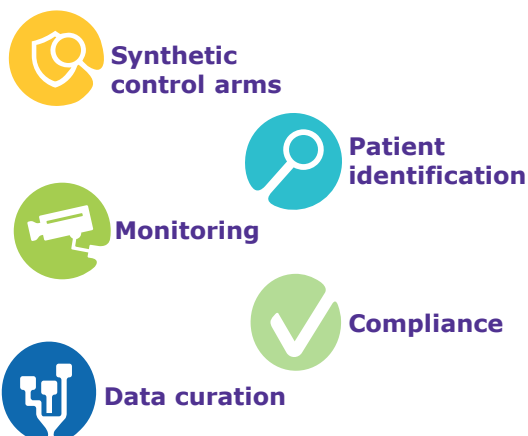 Synthetic
control arms
Patient
identification
Monitoring
Compliance
Data curation